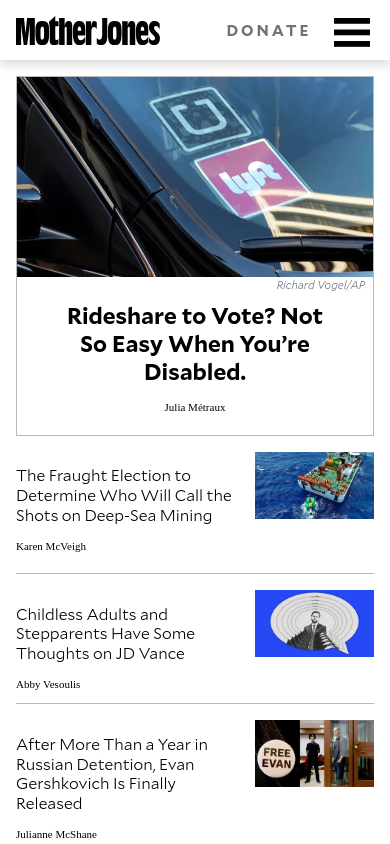 Mother Jones
DONATE
lyft
Richard Vogel/AP
Rideshare to Vote? Not
So Easy When You’re
Disabled.
Julia Métraux
The Fraught Election to
Determine Who Will Call the
Shots on Deep-Sea Mining
Karen McVeigh
Childless Adults and
Stepparents Have Some
Thoughts on JD Vance
Abby Vesoulis
After More Than a Year in
Russian Detention, Evan
Gershkovich Is Finally
Released
FREE
EVAN
Julianne McShane